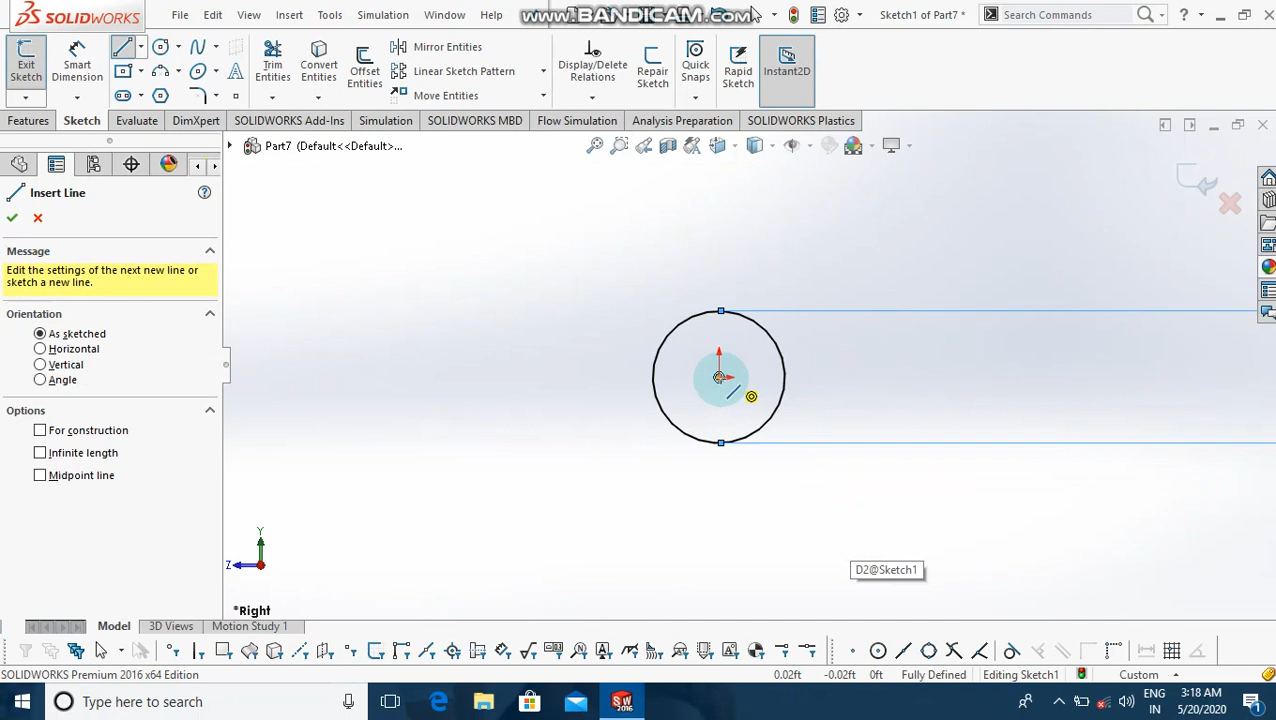 SOLIDWORKS File Edit View Insert Tools Simulation Window Help www.BANDICAM.com Sketch1 of Part7 * Search Commands ?
Exit Sketch
Smart Dimension
Trim Entities
Convert Entities
Offset Entities
Mirror Entities
Linear Sketch Pattern
Move Entities
Display/Delete Relations
Repair Sketch
Quick Snaps
Rapid Sketch
Instant2D
Features Sketch Evaluate DimXpert SOLIDWORKS Add-Ins Simulation SOLIDWORKS MBD Flow Simulation Analysis Preparation SOLIDWORKS Plastics
Part7 (Default<<Default>...
Insert Line
Message
Edit the settings of the next new line or
sketch a new line.
Orientation
As sketched
Horizontal
Vertical
Angle
Options
For construction
Infinite length
Midpoint line
Y
Z
D2@Sketch1
*Right
Model 3D Views Motion Study 1
SOLIDWORKS Premium 2016 x64 Edition 0.02ft -0.02ft 0ft Fully Defined Editing Sketch1 Custom
Type here to search
SW
2016
ENG
IN
3:18 AM
5/20/2020
1